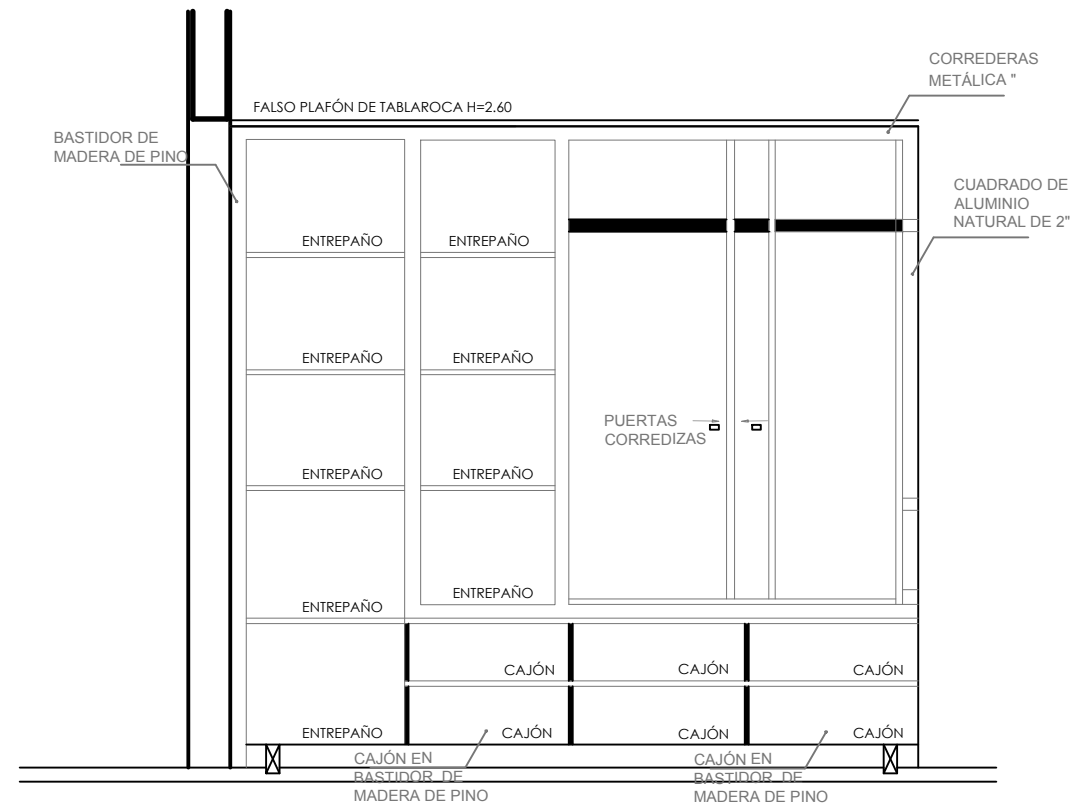 CORREDERAS
METÁLICA "
FALSO PLAFÓN DE TABLAROCA H=2.60
BASTIDOR DE
MADERA DE PINO
CUADRADO DE
ALUMINIO
NATURAL DE 2"
ENTREPAÑO
ENTREPAÑO
ENTREPAÑO
ENTREPAÑO
PUERTAS
CORREDIZAS
ENTREPAÑO
ENTREPAÑO
ENTREPAÑO
ENTREPAÑO
CAJÓN
CAJÓN
CAJÓN
ENTREPAÑO
CAJÓN
CAJÓN
CAJÓN
CAJÓN EN
BASTIDOR DE
MADERA DE PINO
CAJÓN EN
BASTIDOR DE
MADERA DE PINO